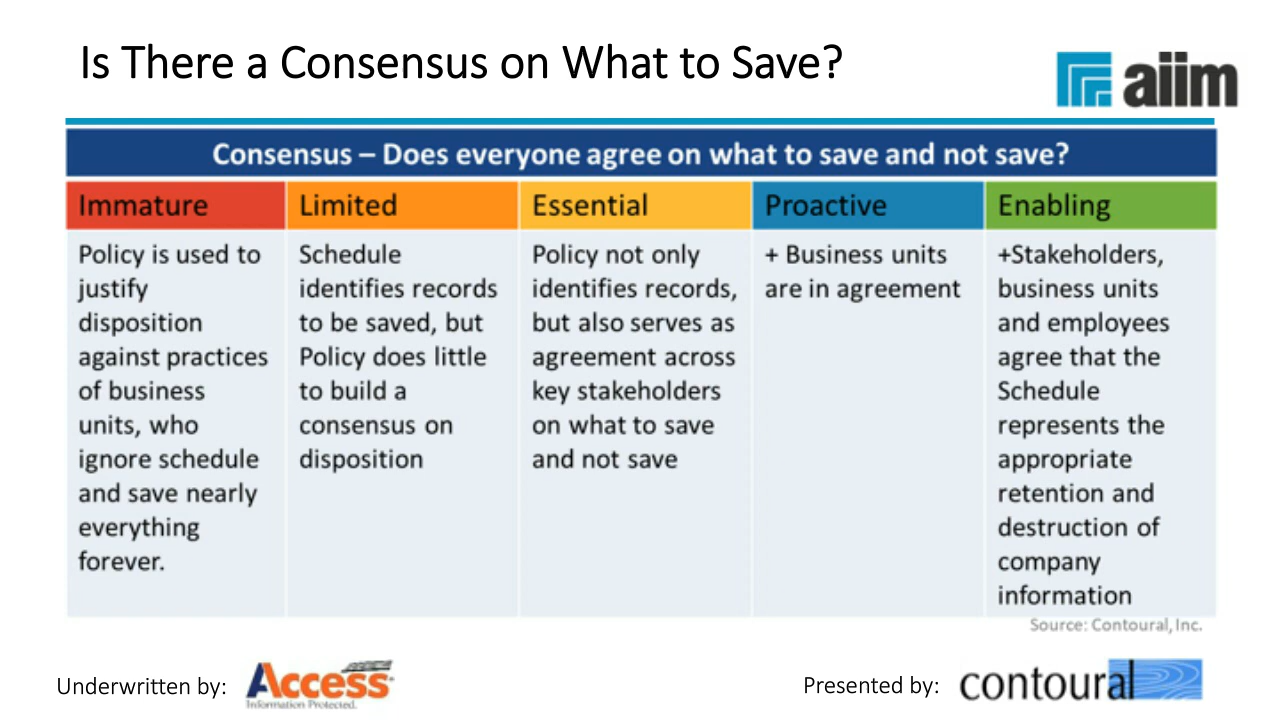 Is There a Consensus on What to Save?
aiim
Consensus – Does everyone agree on what to save and not save?
Immature
Policy is used to
justify
disposition
against practices
of business
units, who
ignore schedule
and save nearly
everything
forever.
Limited
Schedule
identifies records
to be saved, but
Policy does little
to build a
consensus on
disposition
Essential
Policy not only
identifies records,
but also serves as
agreement across
key stakeholders
on what to save
and not save
Proactive
+ Business units
are in agreement
Enabling
+Stakeholders,
business units
and employees
agree that the
Schedule
represents the
appropriate
retention and
destruction of
company
information
Source: Contoural, Inc.
Underwritten by:
Access
Information Protected.
Presented by:
contoural